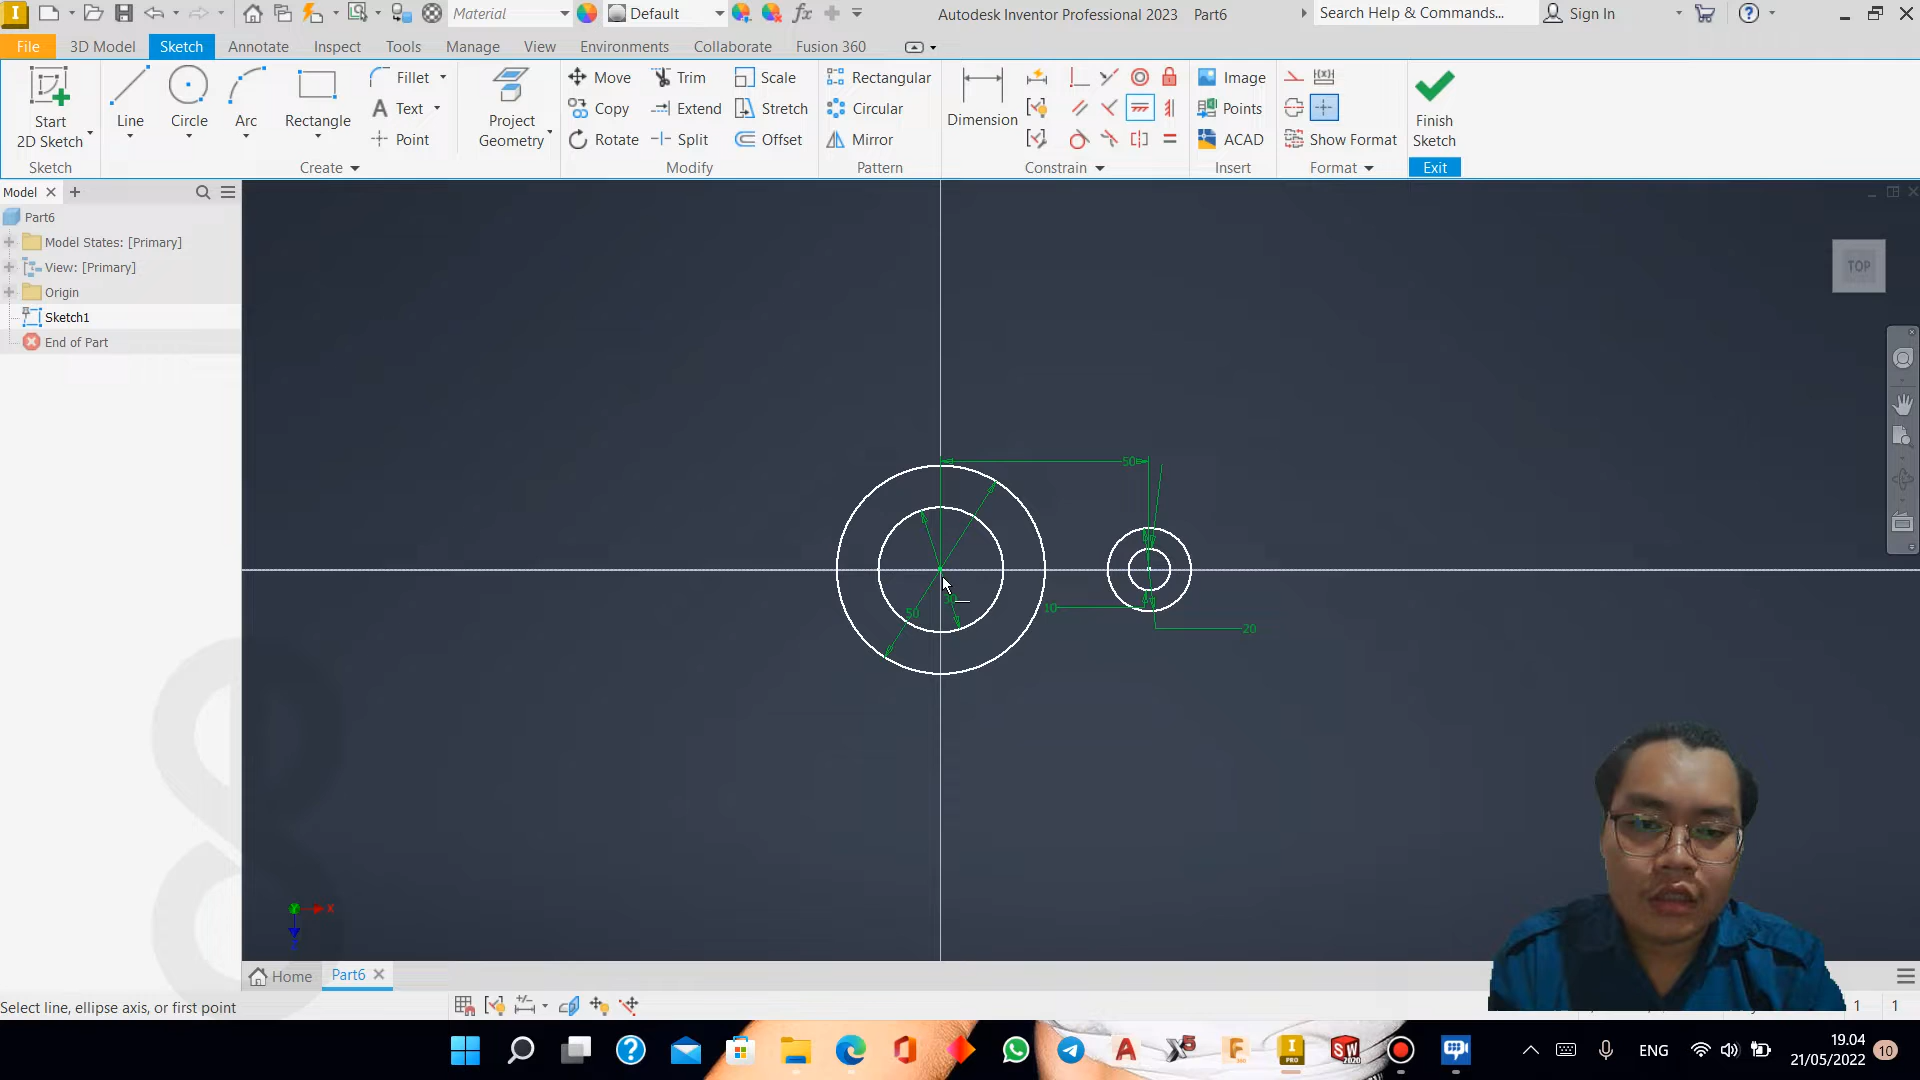 Material
Default
Autodesk Inventor Professional 2023 Part6
Search Help & Commands...
Sign In
File
3D Model
Sketch
Annotate
Inspect
Tools
Manage
View
Environments
Collaborate
Fusion 360
Start
2D Sketch
Line
Circle
Arc
Rectangle
Fillet
Text
Point
Project
Geometry
Move
Copy
Rotate
Trim
Extend
Split
Scale
Stretch
Offset
Rectangular
Circular
Mirror
Dimension
Image
Points
ACAD
Show Format
Finish
Sketch
Sketch
Create
Modify
Pattern
Constrain
Insert
Format
Exit
Model
Part6
Model States: [Primary]
View: [Primary]
Origin
Sketch1
End of Part
TOP
50
50
10
20
X
Home
Part6
Select line, ellipse axis, or first point
1 1
ENG
19.04
21/05/2022
10